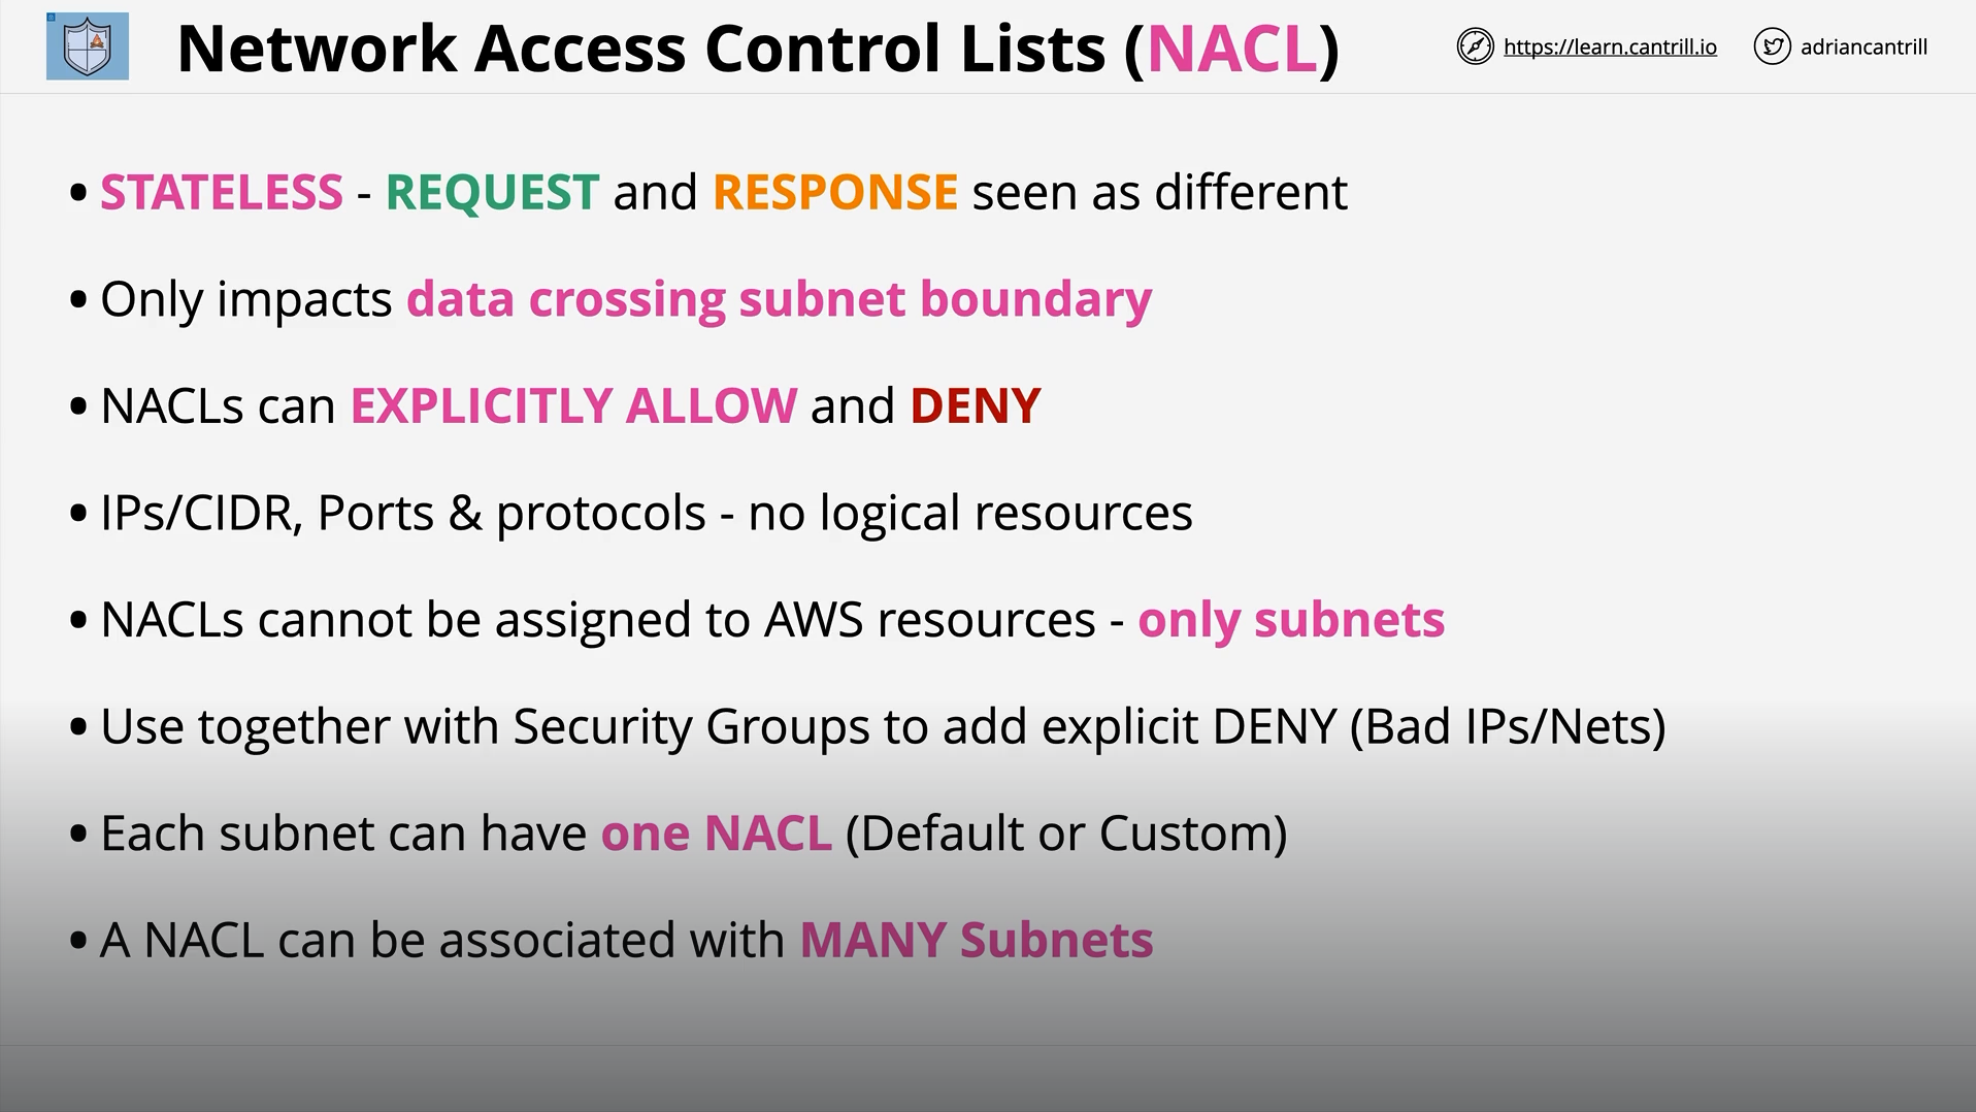 Network Access Control Lists (NACL)
https://learn.cantrill.io
adriancantrill
• STATELESS - REQUEST and RESPONSE seen as different
• Only impacts data crossing subnet boundary
• NACLs can EXPLICITLY ALLOW and DENY
• IPs/CIDR, Ports & protocols - no logical resources
• NACLs cannot be assigned to AWS resources - only subnets
• Use together with Security Groups to add explicit DENY (Bad IPs/Nets)
• Each subnet can have one NACL (Default or Custom)
• A NACL can be associated with MANY Subnets